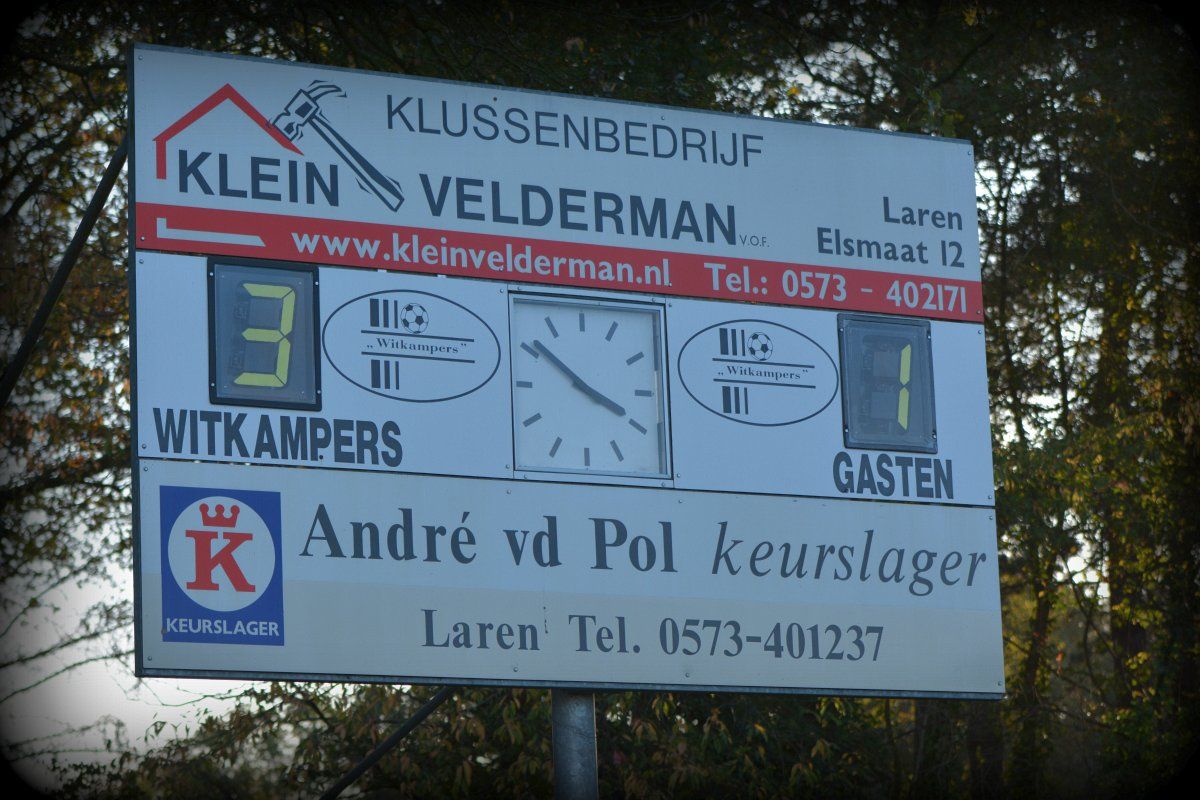 KLUSSENBEDRIJF
KLEIN VELDERMAN V.O.F.
Laren
Elsmaat 12
www.kleinvelderman.nl Tel.: 0573 - 402171
3
„Witkampers”
„Witkampers”
1
WITKAMPERS
GASTEN
K
KEURSLAGER
André vd Pol keurslager
Laren Tel. 0573-401237